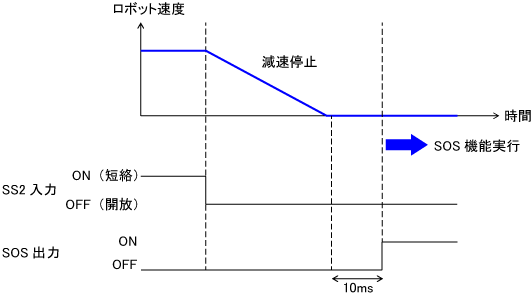 ロボット速度
減速停止
時間
SOS 機能実行
ON（短絡）
SS2 入力
OFF（開放）
ON
SOS 出力
OFF
10ms